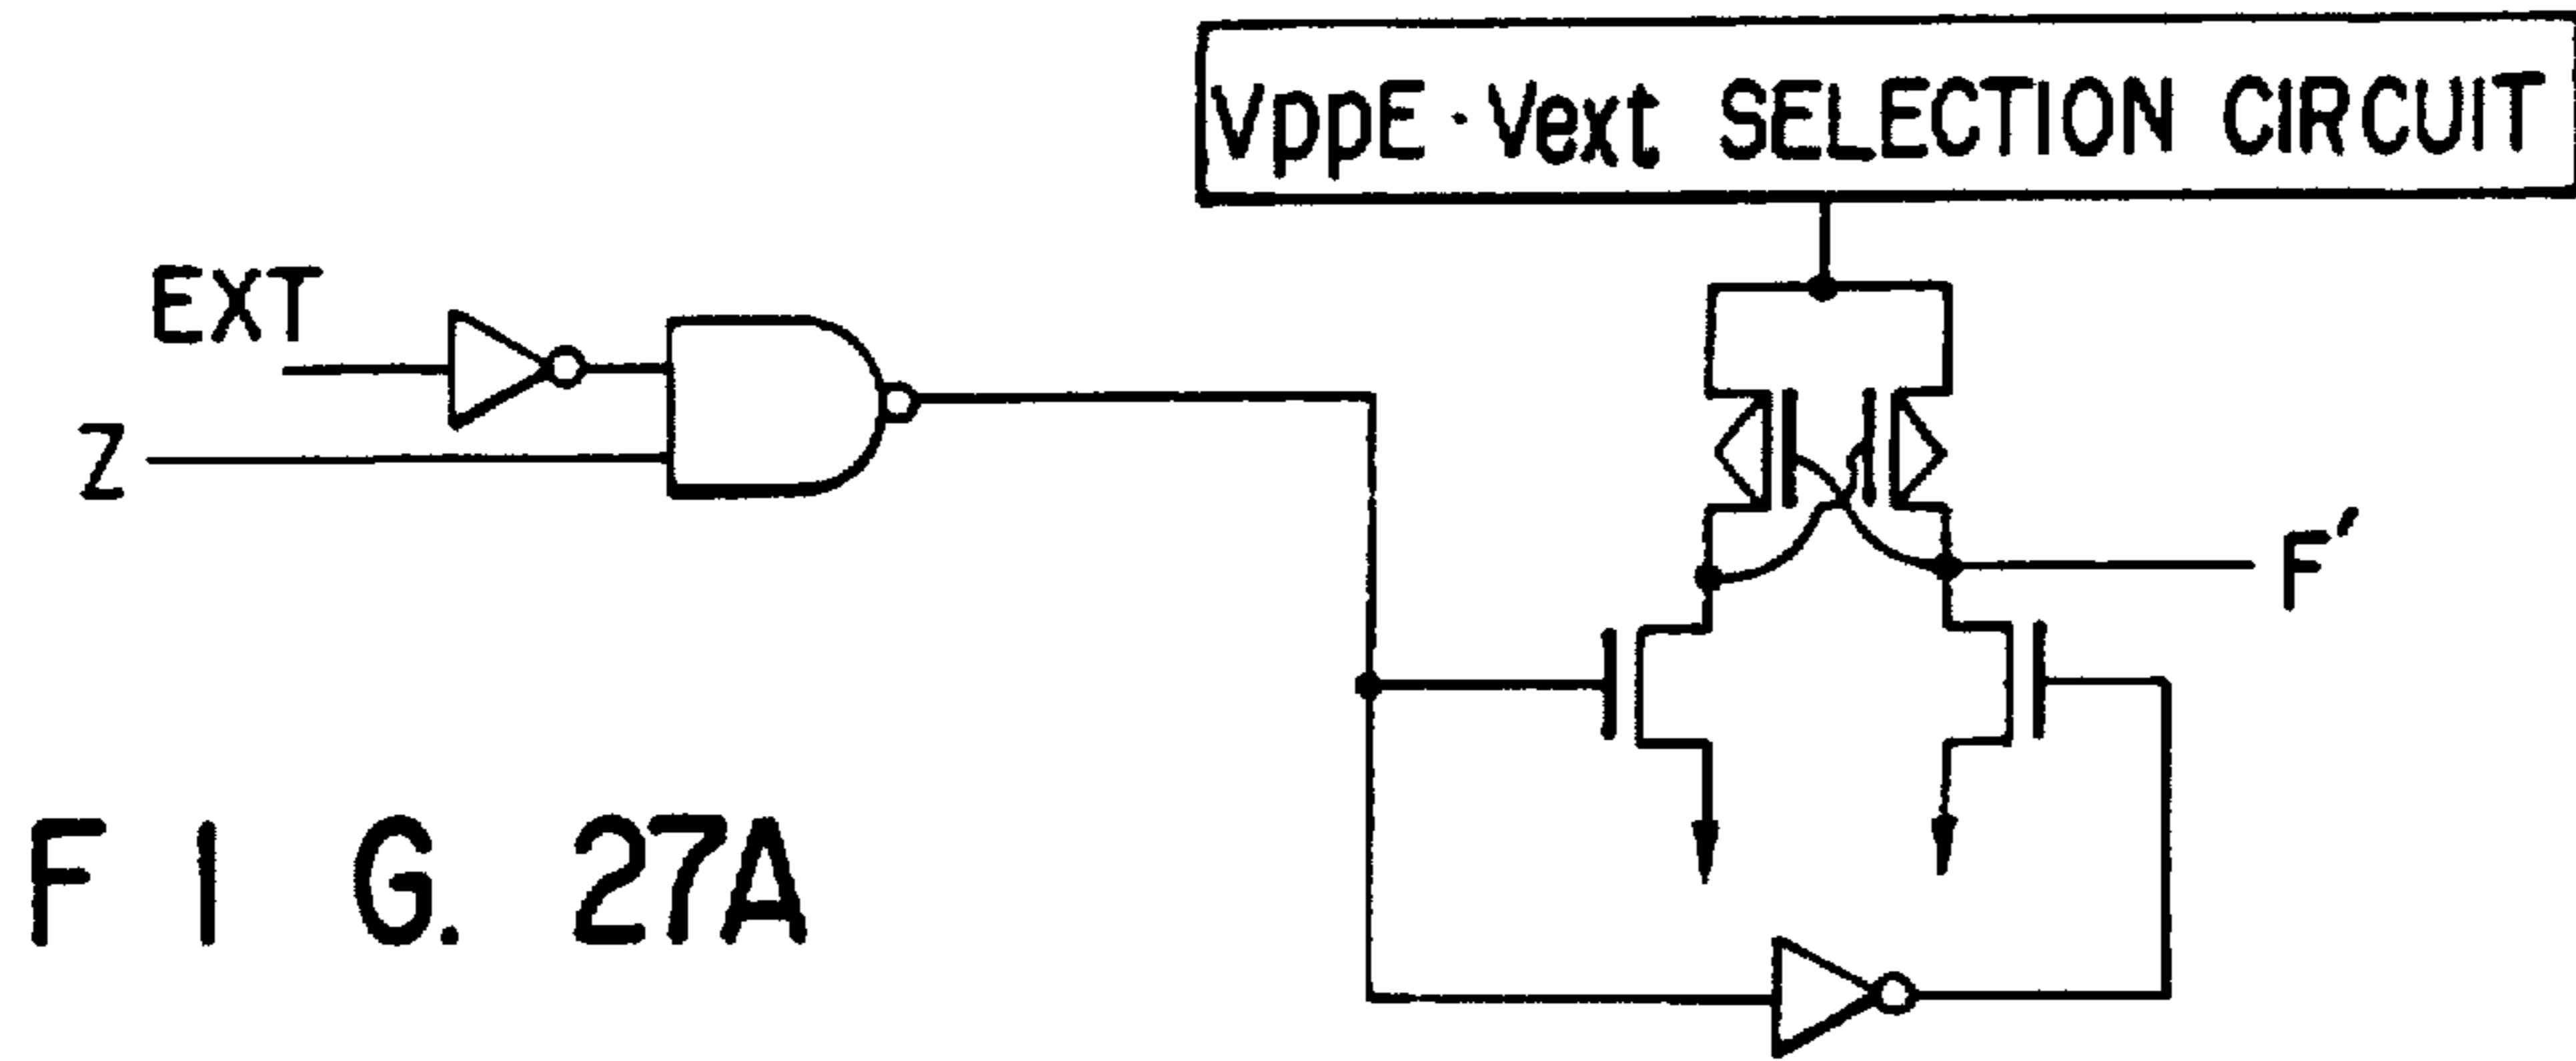 VppE · Vext SELECTION CIRCUIT
EXT
Z
F′
F I G. 27A